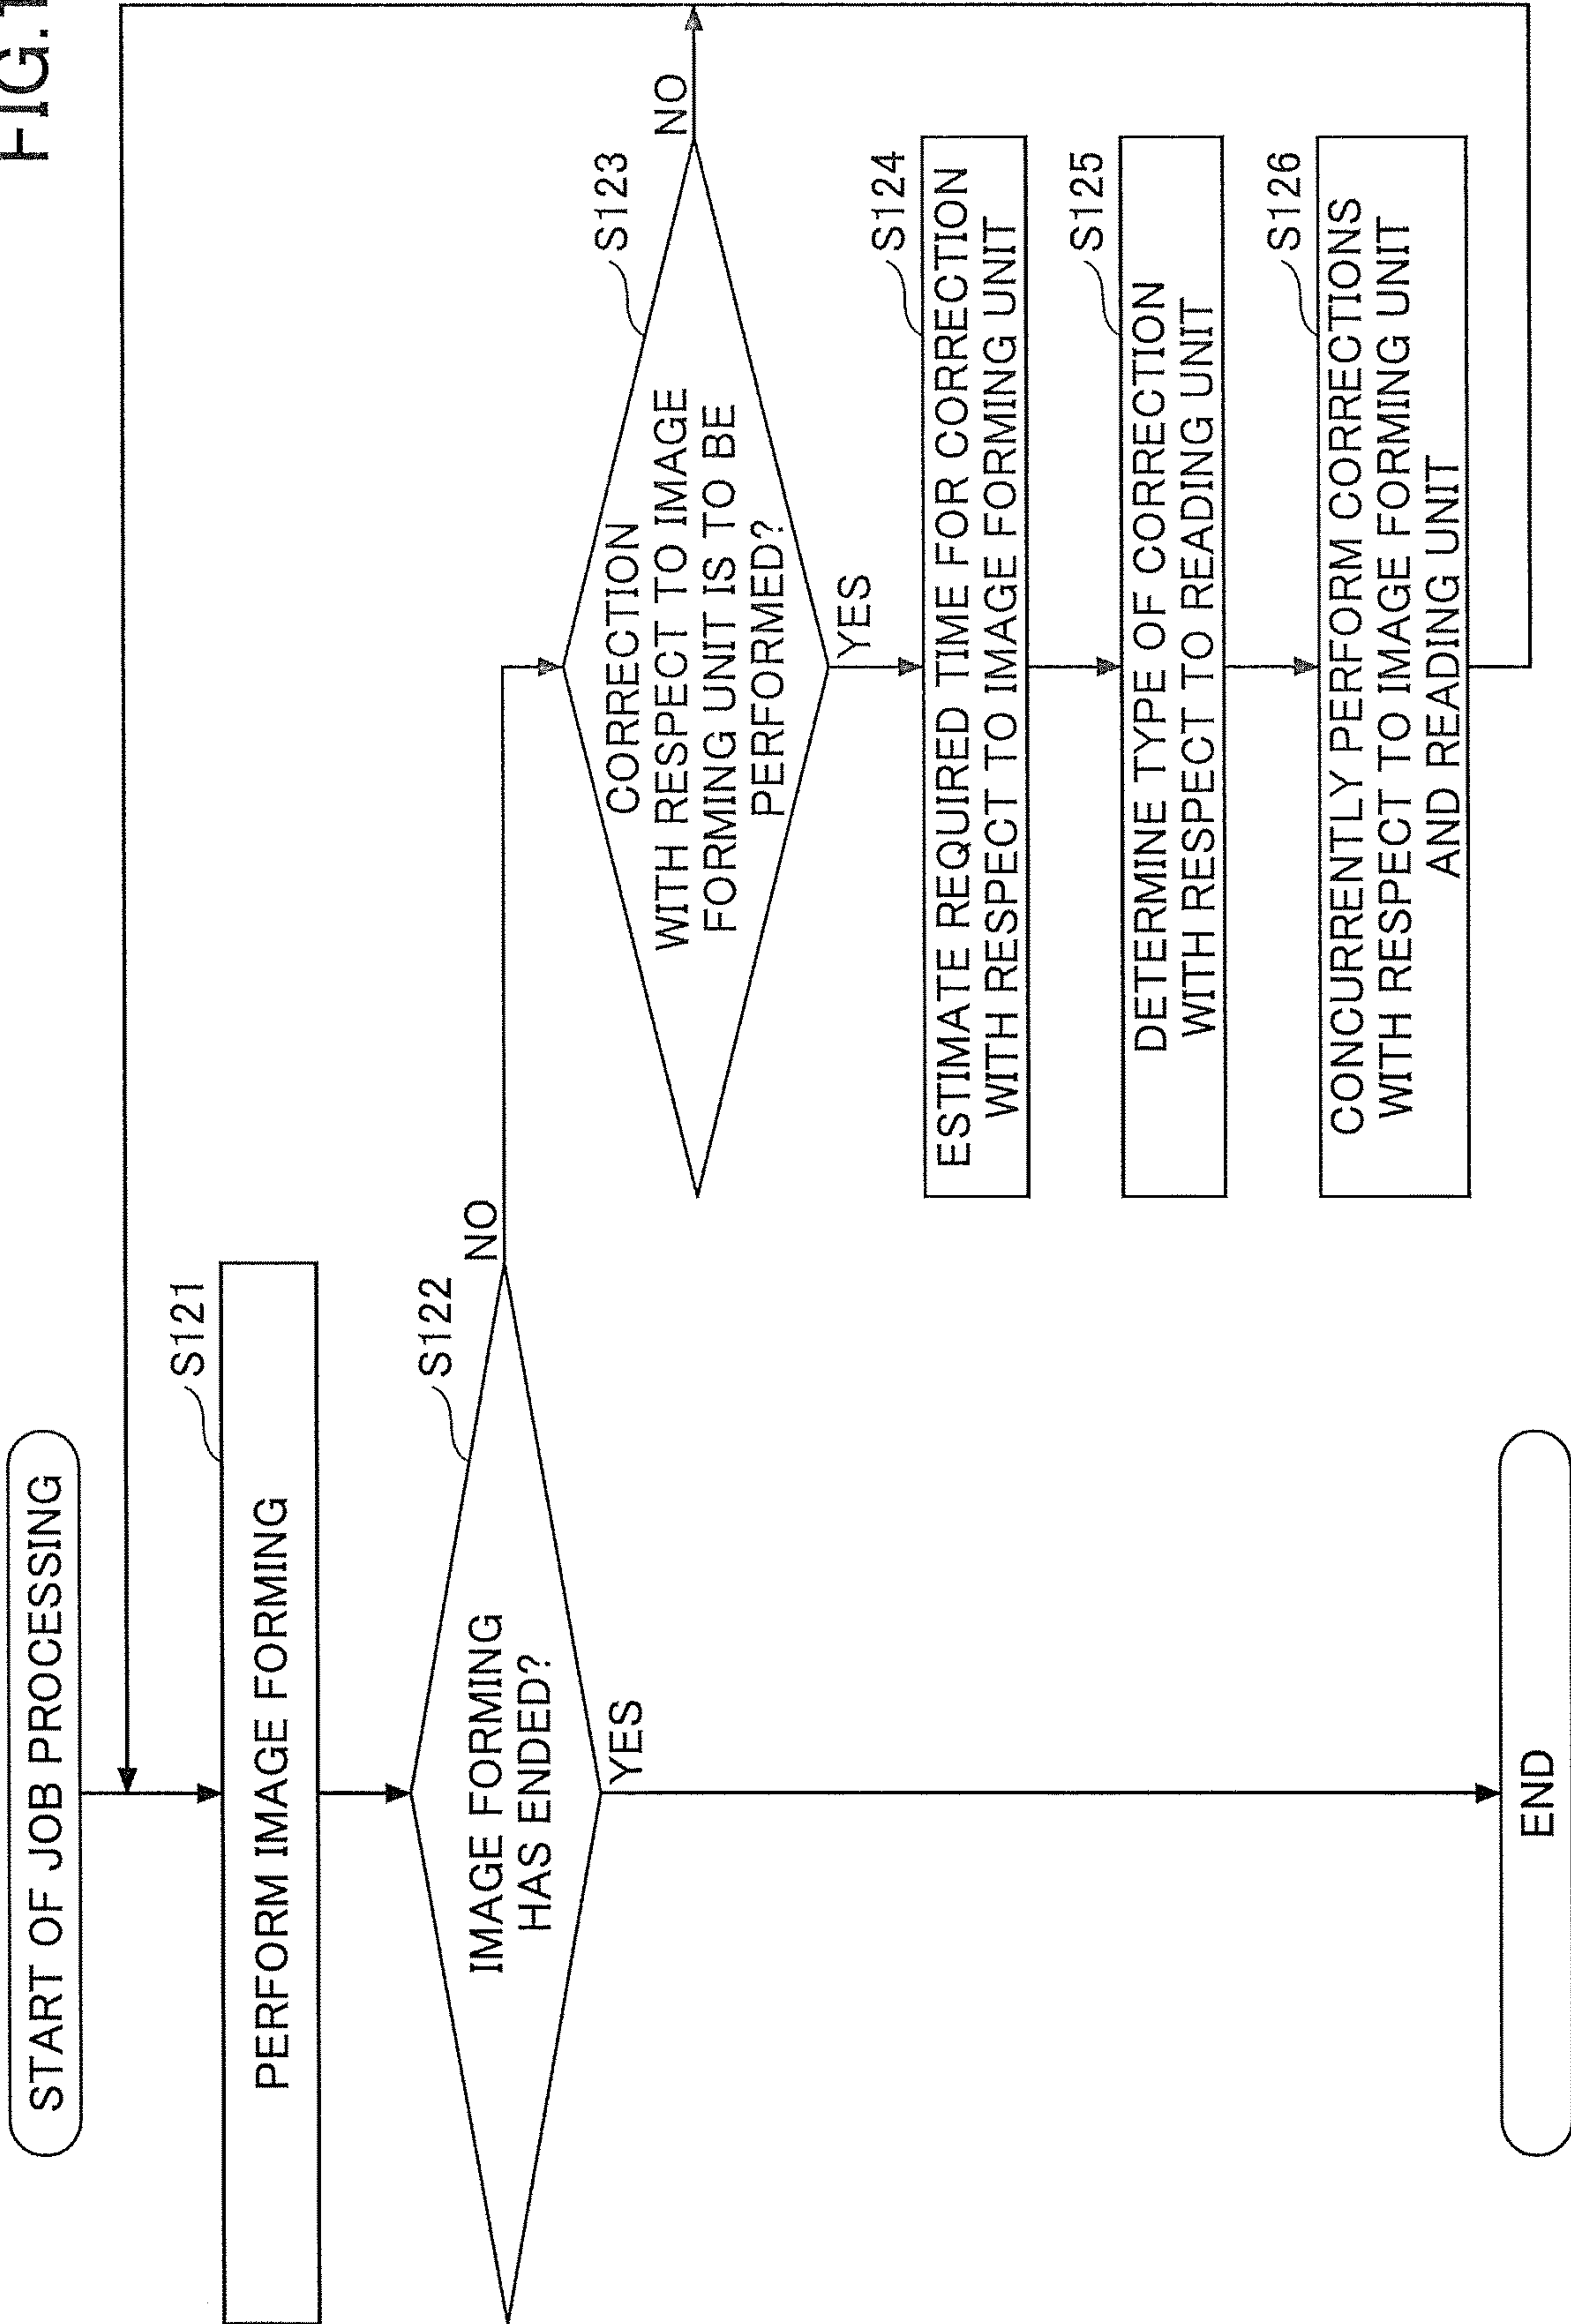 FIG.1
START OF JOB PROCESSING
S121
PERFORM IMAGE FORMING
S122
IMAGE FORMING
HAS ENDED?
NO
YES
S123
CORRECTION
WITH RESPECT TO IMAGE
FORMING UNIT IS TO BE
PERFORMED?
NO
YES
S124
ESTIMATE REQUIRED TIME FOR CORRECTION
WITH RESPECT TO IMAGE FORMING UNIT
S125
DETERMINE TYPE OF CORRECTION
WITH RESPECT TO READING UNIT
S126
CONCURRENTLY PERFORM CORRECTIONS
WITH RESPECT TO IMAGE FORMING UNIT
AND READING UNIT
END